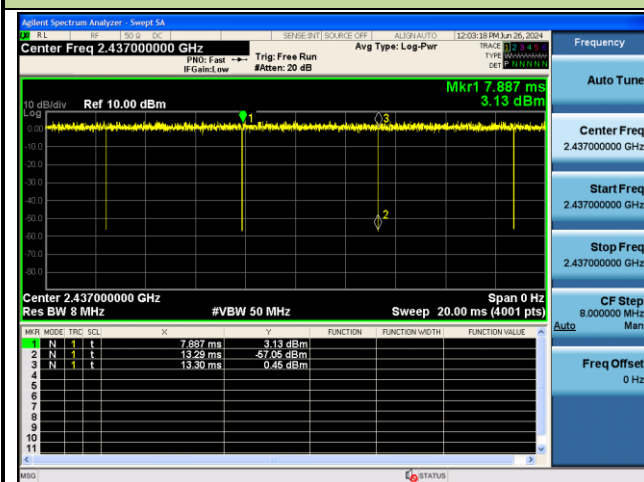 Agilent Spectrum Analyzer - Swept SA
RL RF 50 Ω DC SENSE:INT SOURCE OFF ALIGN AUTO 12:03:18 PM Jun 26, 2024
Center Freq 2.437000000 GHz
PNO: Fast
IFGain:Low
Trig: Free Run
#Atten: 20 dB
Avg Type: Log-Pwr
TRACE 1 2 3 4 5 6
TYPE
DET P N N N N N
Mkr1 7.887 ms
3.13 dBm
10 dB/div Ref 10.00 dBm
Log
0.00
-10.0
-20.0
-30.0
-40.0
-50.0
-60.0
-70.0
-80.0
1
3
2
Center 2.437000000 GHz Span 0 Hz
Res BW 8 MHz #VBW 50 MHz Sweep 20.00 ms (4001 pts)
MKR MODE TRC SCL X Y FUNCTION FUNCTION WIDTH FUNCTION VALUE
1 N 1 t 7.887 ms 3.13 dBm
2 N 1 t 13.29 ms -57.05 dBm
3 N 1 t 13.30 ms 0.45 dBm
4
5
6
7
8
9
10
11
MSG STATUS
Frequency
Auto Tune
Center Freq
2.437000000 GHz
Start Freq
2.437000000 GHz
Stop Freq
2.437000000 GHz
CF Step
8.000000 MHz
Auto Man
Freq Offset
0 Hz